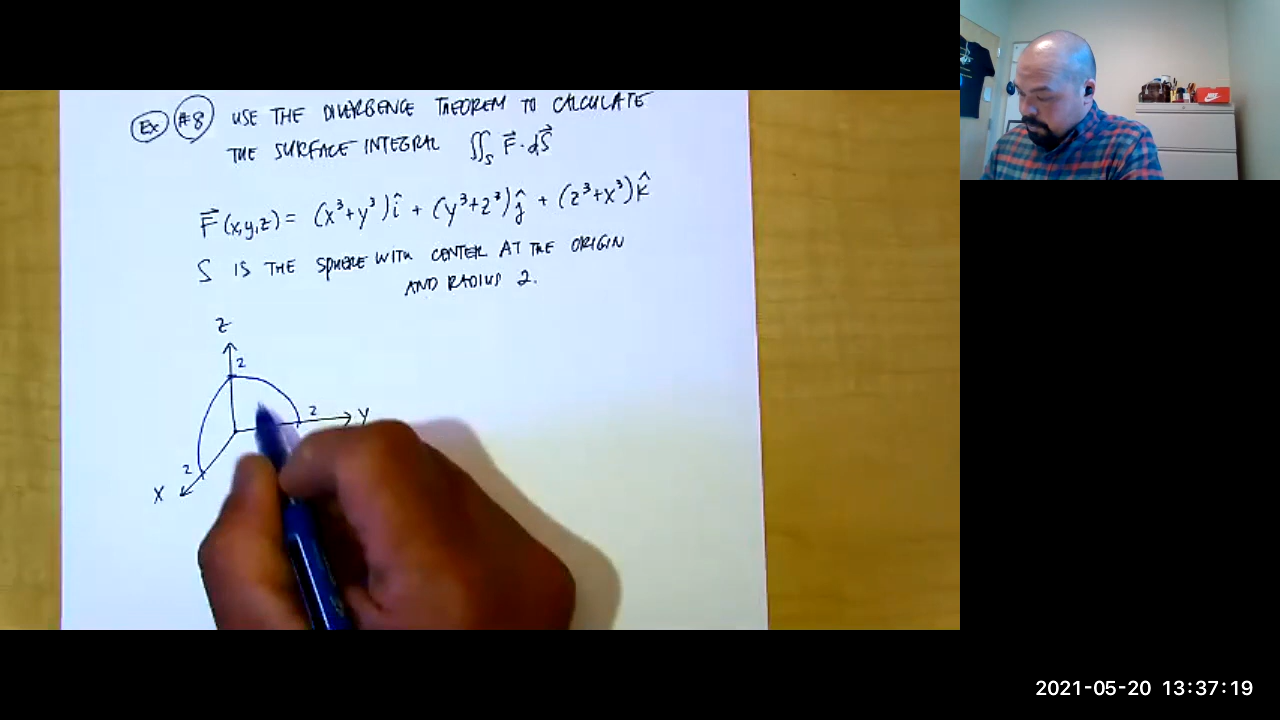 Ex #8 USE THE DIVERGENCE THEOREM TO CALCULATE
THE SURFACE INTEGRAL ∬ₛ F⃗·dS⃗
F⃗(x,y,z) = (x³+y³)î + (y³+z³)ĵ + (z³+x³)k̂
S IS THE SPHERE WITH CENTER AT THE ORIGIN
AND RADIUS 2.
Z
2
2 Y
2
X
2021-05-20 13:37:19